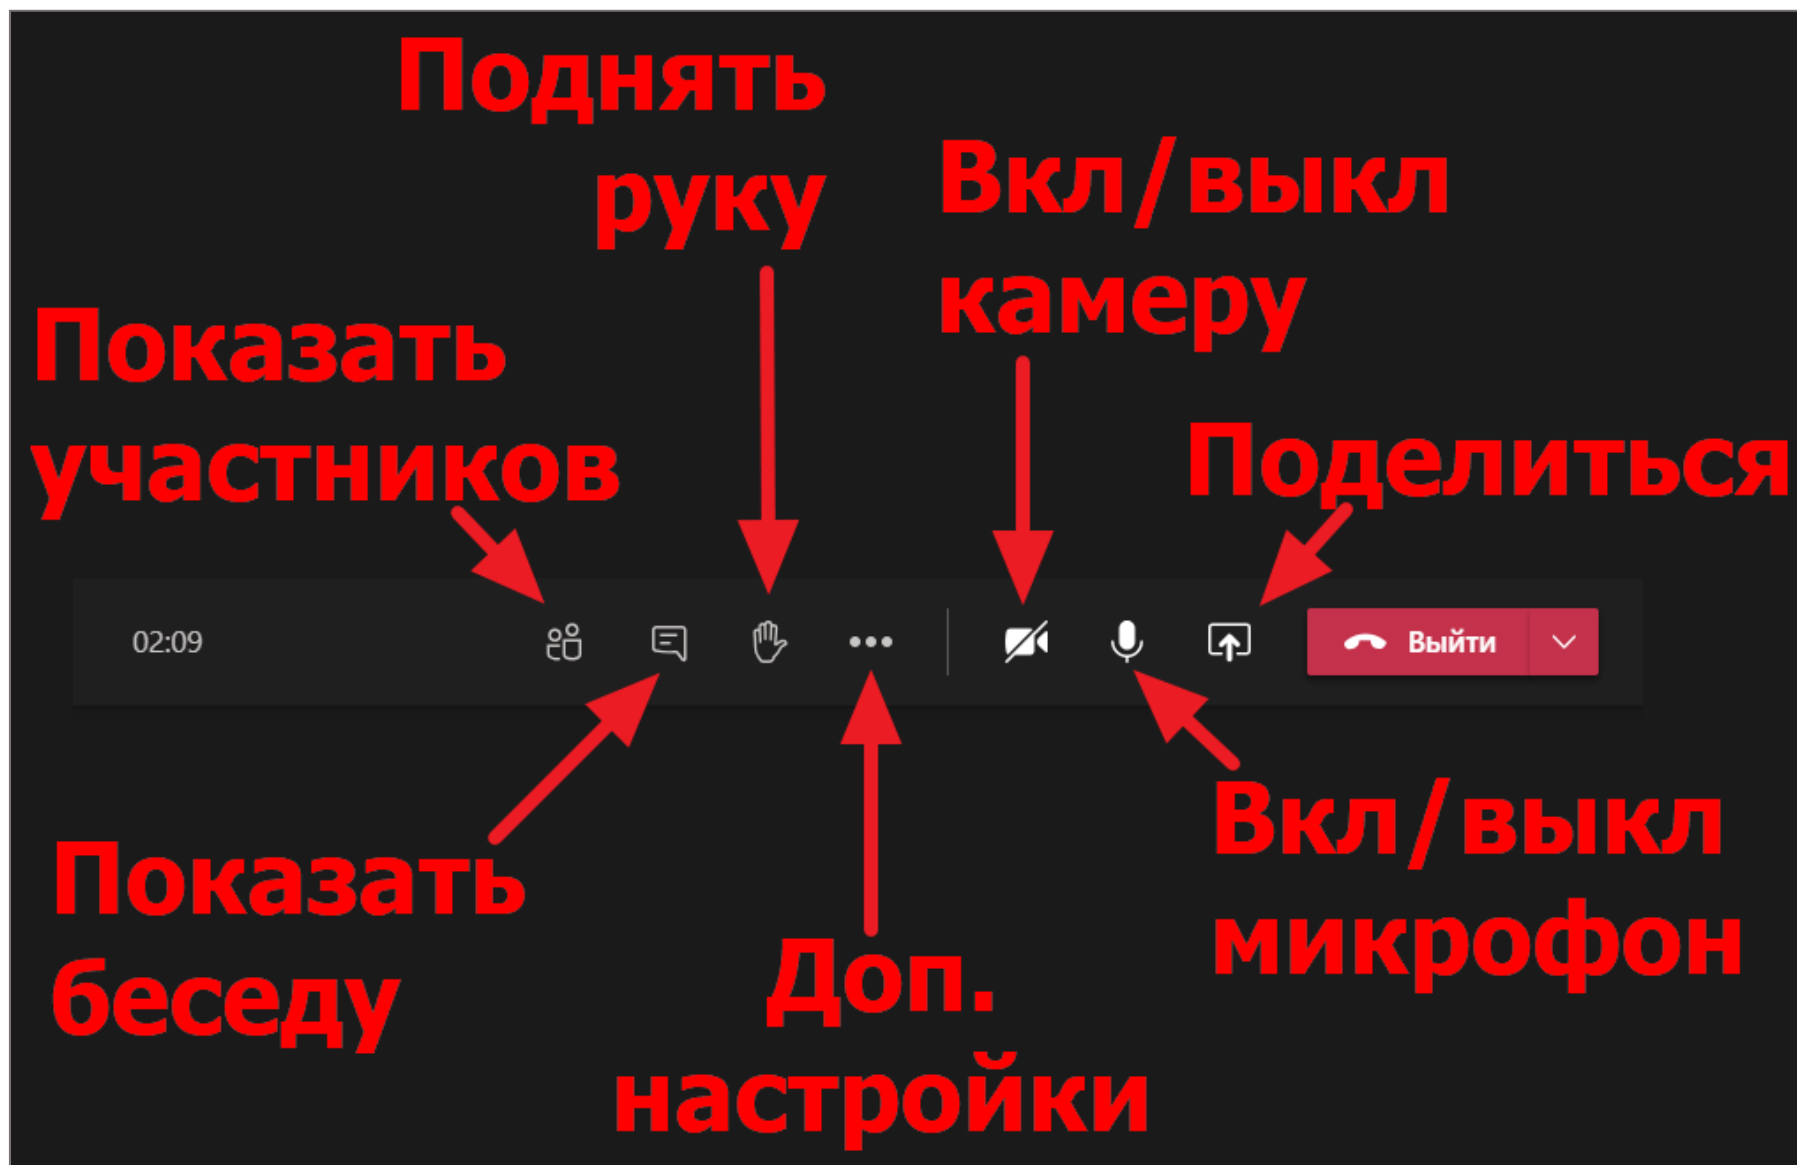 Поднять
руку
Вкл/выкл
камеру
Показать
участников
Поделиться
02:09
Выйти
Показать
беседу
Доп.
настройки
Вкл/выкл
микрофон